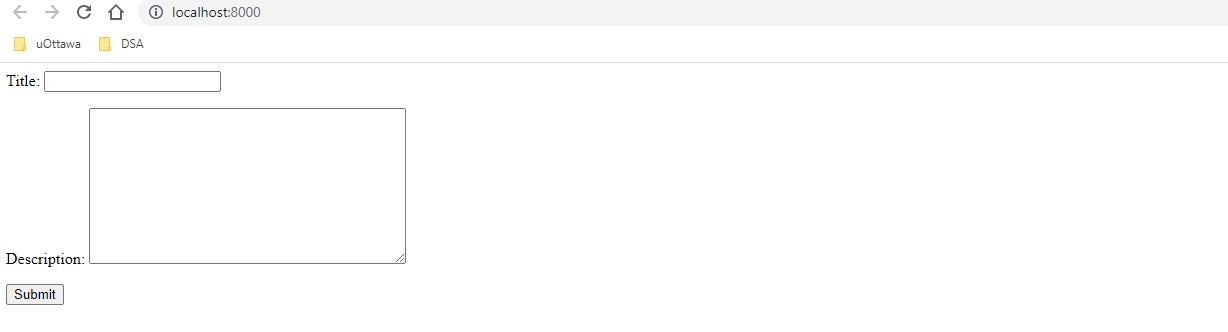 localhost:8000
uOttawa DSA
Title:
Description:
Submit